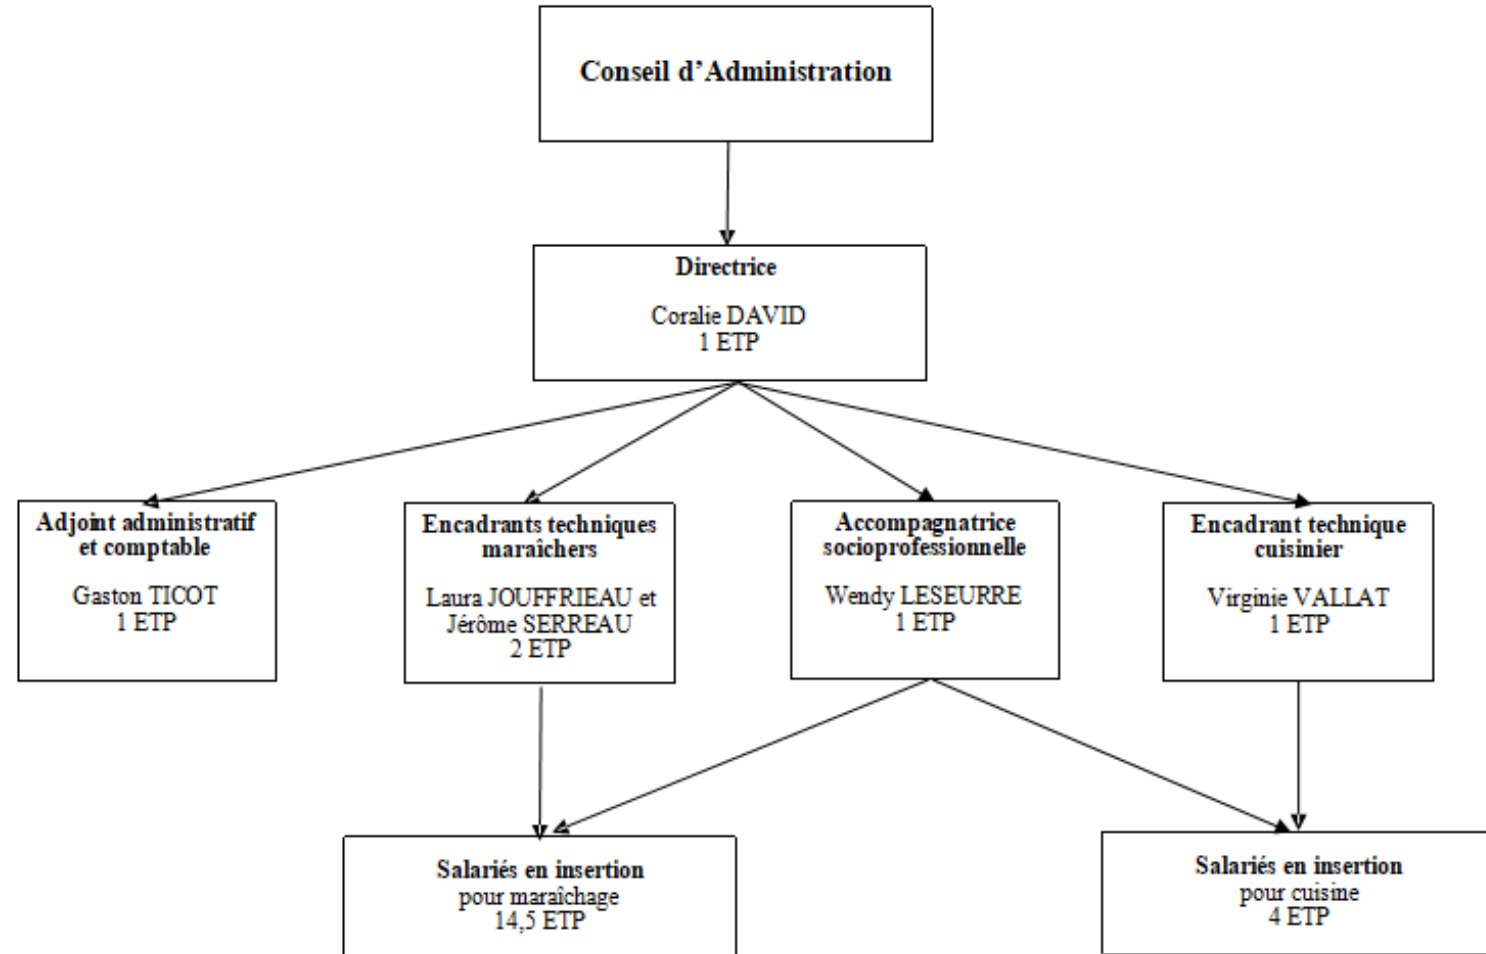 Conseil d’Administration
Directrice
Coralie DAVID
1 ETP
Adjoint administratif
et comptable
Gaston TICOT
1 ETP
Encadrants techniques
maraîchers
Laura JOUFFRIEAU et
Jérôme SERREAU
2 ETP
Accompagnatrice
socioprofessionnelle
Wendy LESEURRE
1 ETP
Encadrant technique
cuisinier
Virginie VALLAT
1 ETP
Salariés en insertion
pour maraîchage
14,5 ETP
Salariés en insertion
pour cuisine
4 ETP